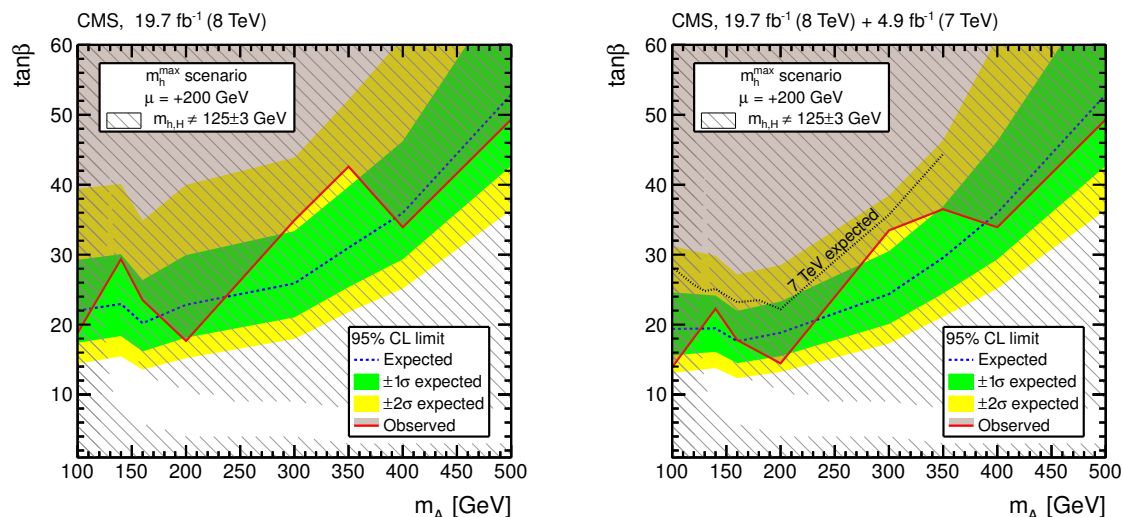 CMS, 19.7 fb⁻¹ (8 TeV)
tanβ
60
50
40
30
20
10
m_h^max scenario
μ = +200 GeV
m_h,H ≠ 125±3 GeV
95% CL limit
Expected
±1σ expected
±2σ expected
Observed
100 150 200 250 300 350 400 450 500
m_A [GeV]
CMS, 19.7 fb⁻¹ (8 TeV) + 4.9 fb⁻¹ (7 TeV)
tanβ
60
50
40
30
20
10
m_h^max scenario
μ = +200 GeV
m_h,H ≠ 125±3 GeV
7 TeV expected
95% CL limit
Expected
±1σ expected
±2σ expected
Observed
100 150 200 250 300 350 400 450 500
m_A [GeV]